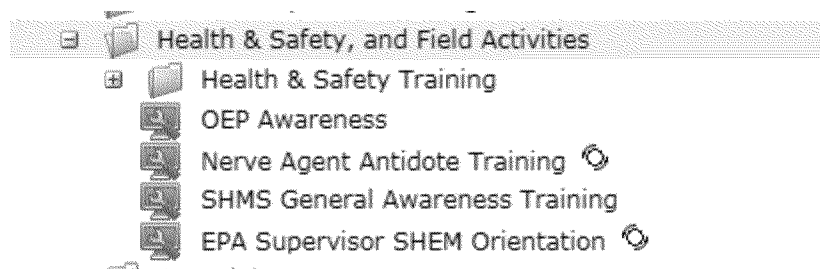 Health & Safety, and Field Activities
Health & Safety Training
OEP Awareness
Nerve Agent Antidote Training
SHMS General Awareness Training
EPA Supervisor SHEM Orientation